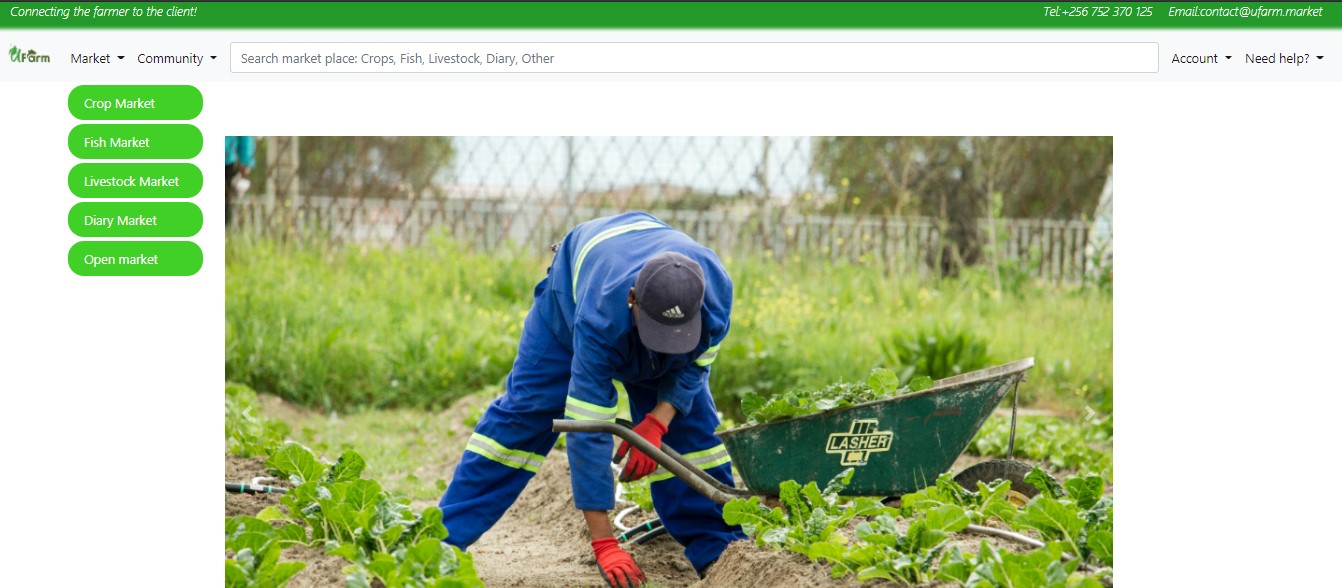 Connecting the farmer to the client!
Tel:+256 752 370 125 Email:contact@ufarm.market
UFarm
Market Community Search market place: Crops, Fish, Livestock, Diary, Other Account Need help?
Crop Market
Fish Market
Livestock Market
Diary Market
Open market
LASHER